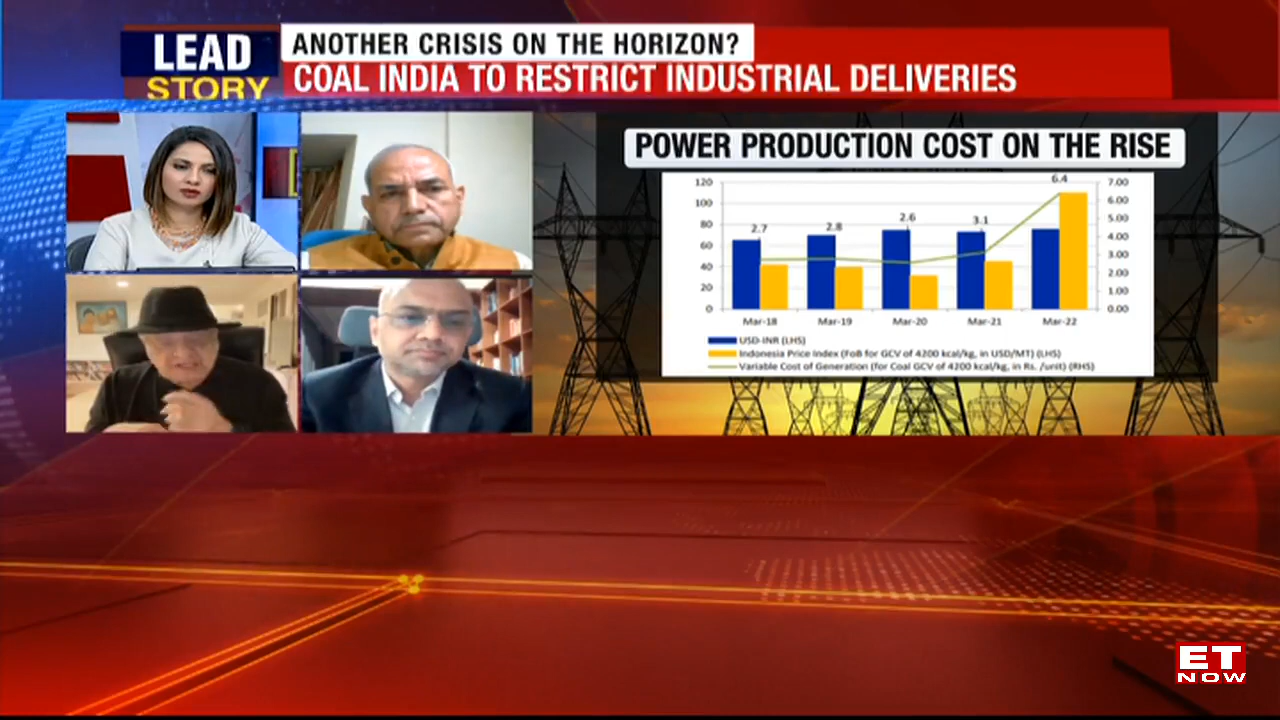 LEAD
STORY
ANOTHER CRISIS ON THE HORIZON?
COAL INDIA TO RESTRICT INDUSTRIAL DELIVERIES
POWER PRODUCTION COST ON THE RISE
120
100
80
60
40
20
0
2.7
2.8
2.6
3.1
6.4
7.00
6.00
5.00
4.00
3.00
2.00
1.00
0.00
Mar-18 Mar-19 Mar-20 Mar-21 Mar-22
USD-INR (LHS)
Indonesia Price Index (FoB for GCV of 4200 kcal/kg, in USD/MT) (LHS)
Variable Cost of Generation (for Coal GCV of 4200 kcal/kg, in Rs. /unit) (RHS)
ET
NOW